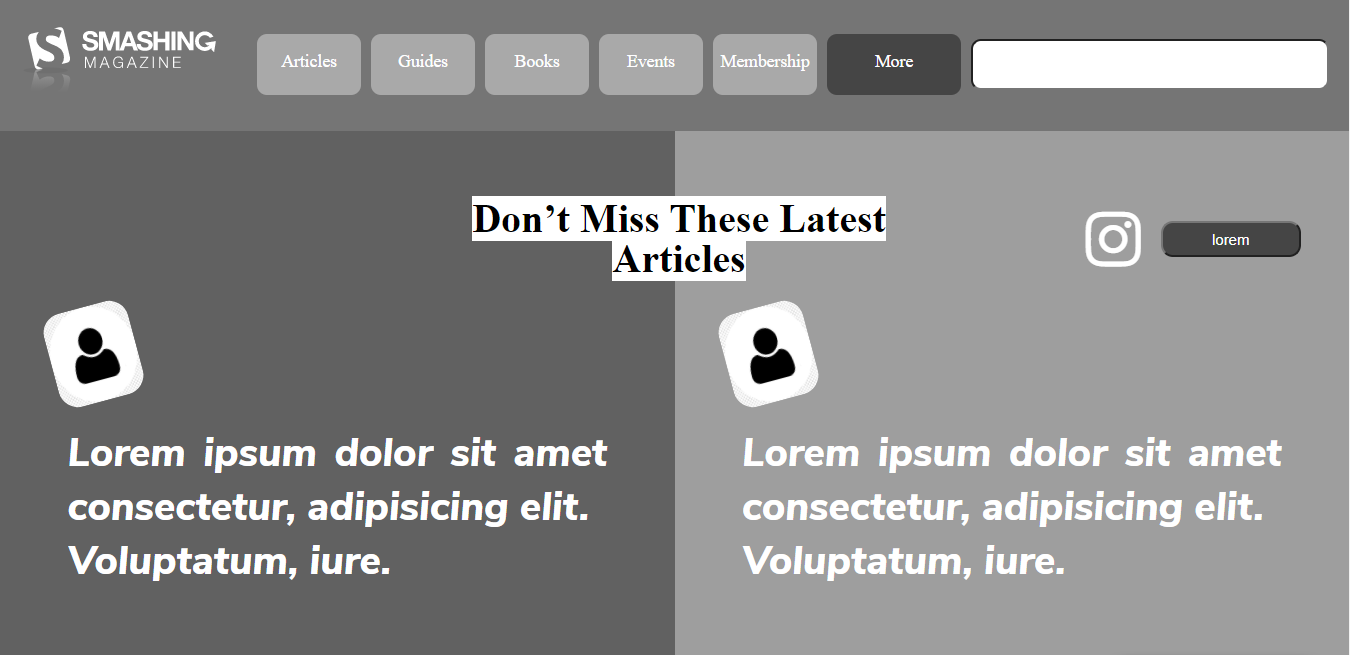 SMASHING
MAGAZINE
Articles Guides Books Events Membership More
Don’t Miss These Latest
Articles
lorem
Lorem ipsum dolor sit amet
consectetur, adipisicing elit.
Voluptatum, iure.
Lorem ipsum dolor sit amet
consectetur, adipisicing elit.
Voluptatum, iure.